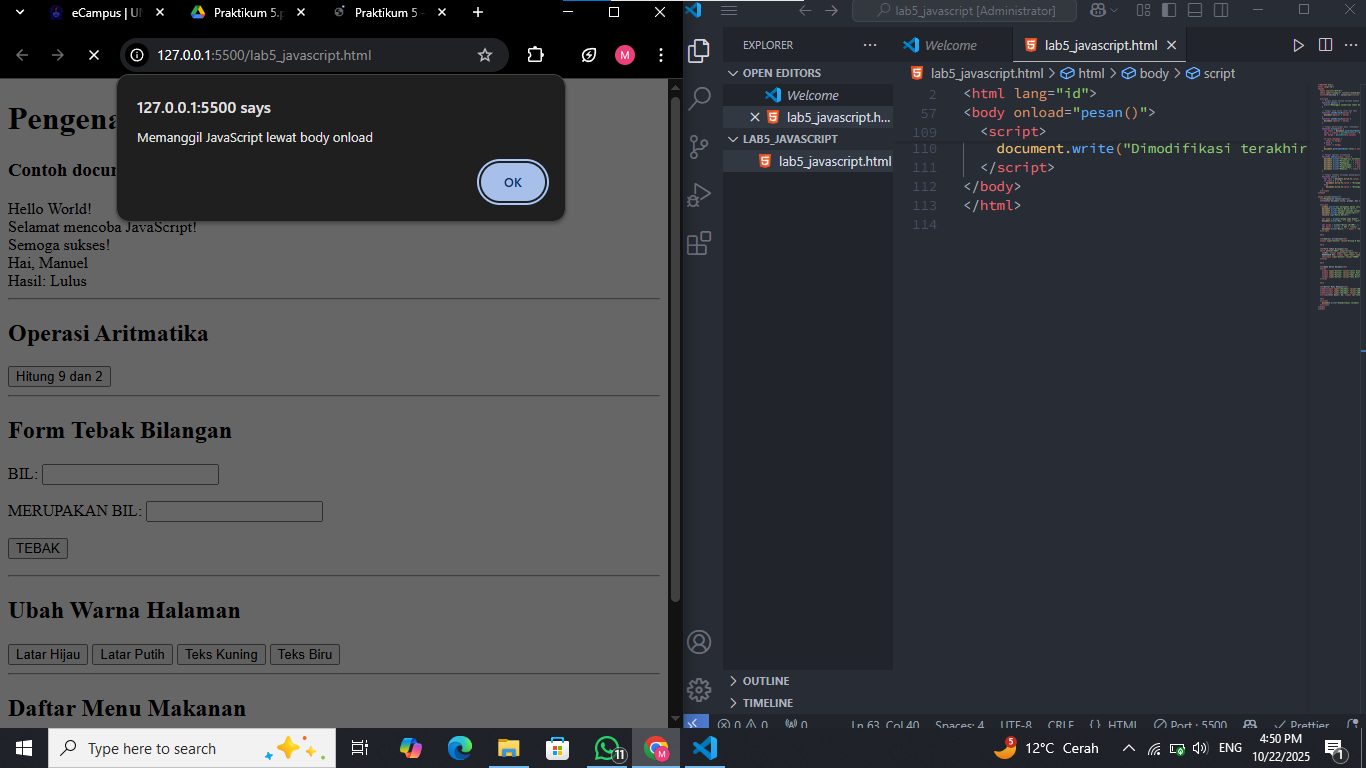 eCampus | U
Praktikum 5.
Praktikum 5 -
127.0.0.1:5500/lab5_javascript.html
M
127.0.0.1:5500 says
Memanggil JavaScript lewat body onload
OK
Pengena
Contoh docu
Hello World!
Selamat mencoba JavaScript!
Semoga sukses!
Hai, Manuel
Hasil: Lulus
Operasi Aritmatika
Hitung 9 dan 2
Form Tebak Bilangan
BIL:
MERUPAKAN BIL:
TEBAK
Ubah Warna Halaman
Latar Hijau Latar Putih Teks Kuning Teks Biru
Daftar Menu Makanan
lab5_javascript [Administrator]
EXPLORER
OPEN EDITORS
Welcome
lab5_javascript.h...
LAB5_JAVASCRIPT
lab5_javascript.html
OUTLINE
TIMELINE
Welcome
lab5_javascript.html
lab5_javascript.html > html > body > script
2 <html lang="id">
57 <body onload="pesan()">
109 <script>
110 document.write("Dimodifikasi terakhir
111 </script>
112 </body>
113 </html>
114
0 0 0 Ln 63, Col 40 Spaces: 4 UTF-8 CRLF {} HTML Port : 5500 Prettier
Type here to search
11
M
5
12°C Cerah
ENG
4:50 PM
10/22/2025
1